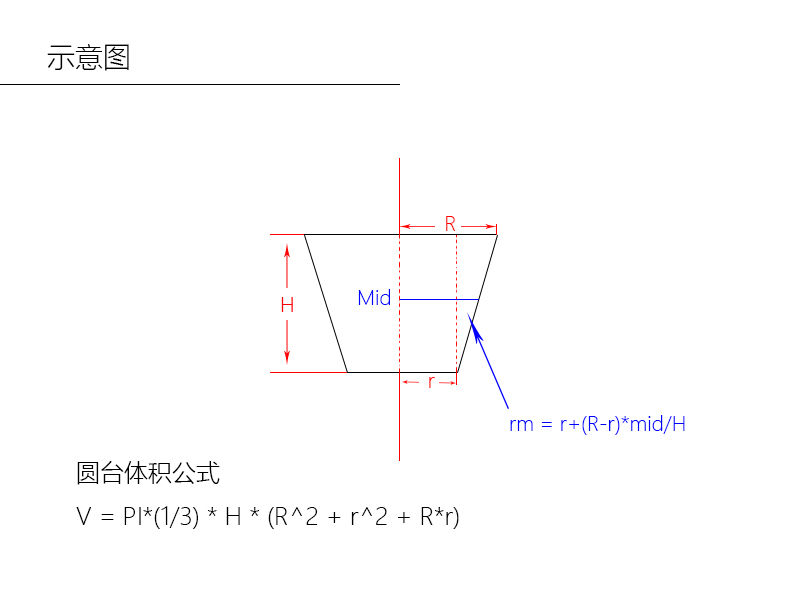 示意图
R
Mid
H
r
rm = r+(R-r)*mid/H
圆台体积公式
V = PI*(1/3) * H * (R^2 + r^2 + R*r)